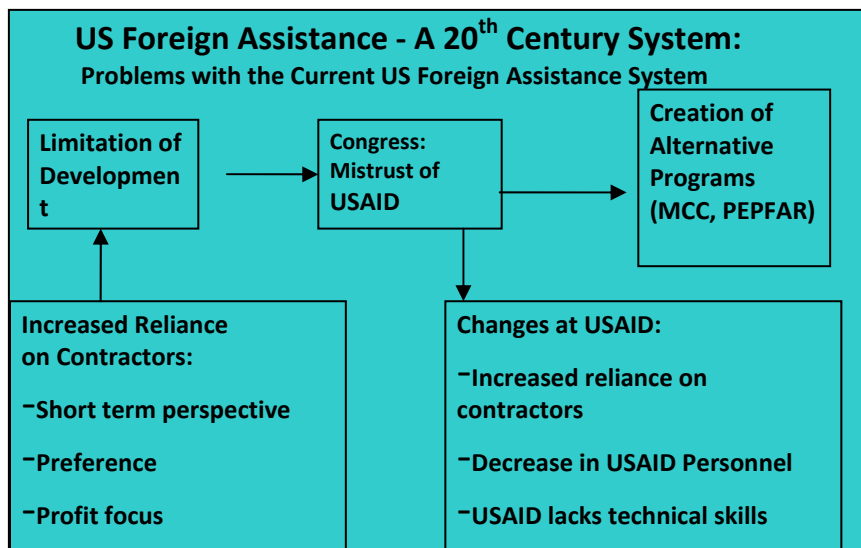 US Foreign Assistance - A 20th Century System:
Problems with the Current US Foreign Assistance System
Limitation of
Developmen
t
Congress:
Mistrust of
USAID
Creation of
Alternative
Programs
(MCC, PEPFAR)
Increased Reliance
on Contractors:
-Short term perspective
-Preference
-Profit focus
Changes at USAID:
-Increased reliance on
contractors
-Decrease in USAID Personnel
-USAID lacks technical skills